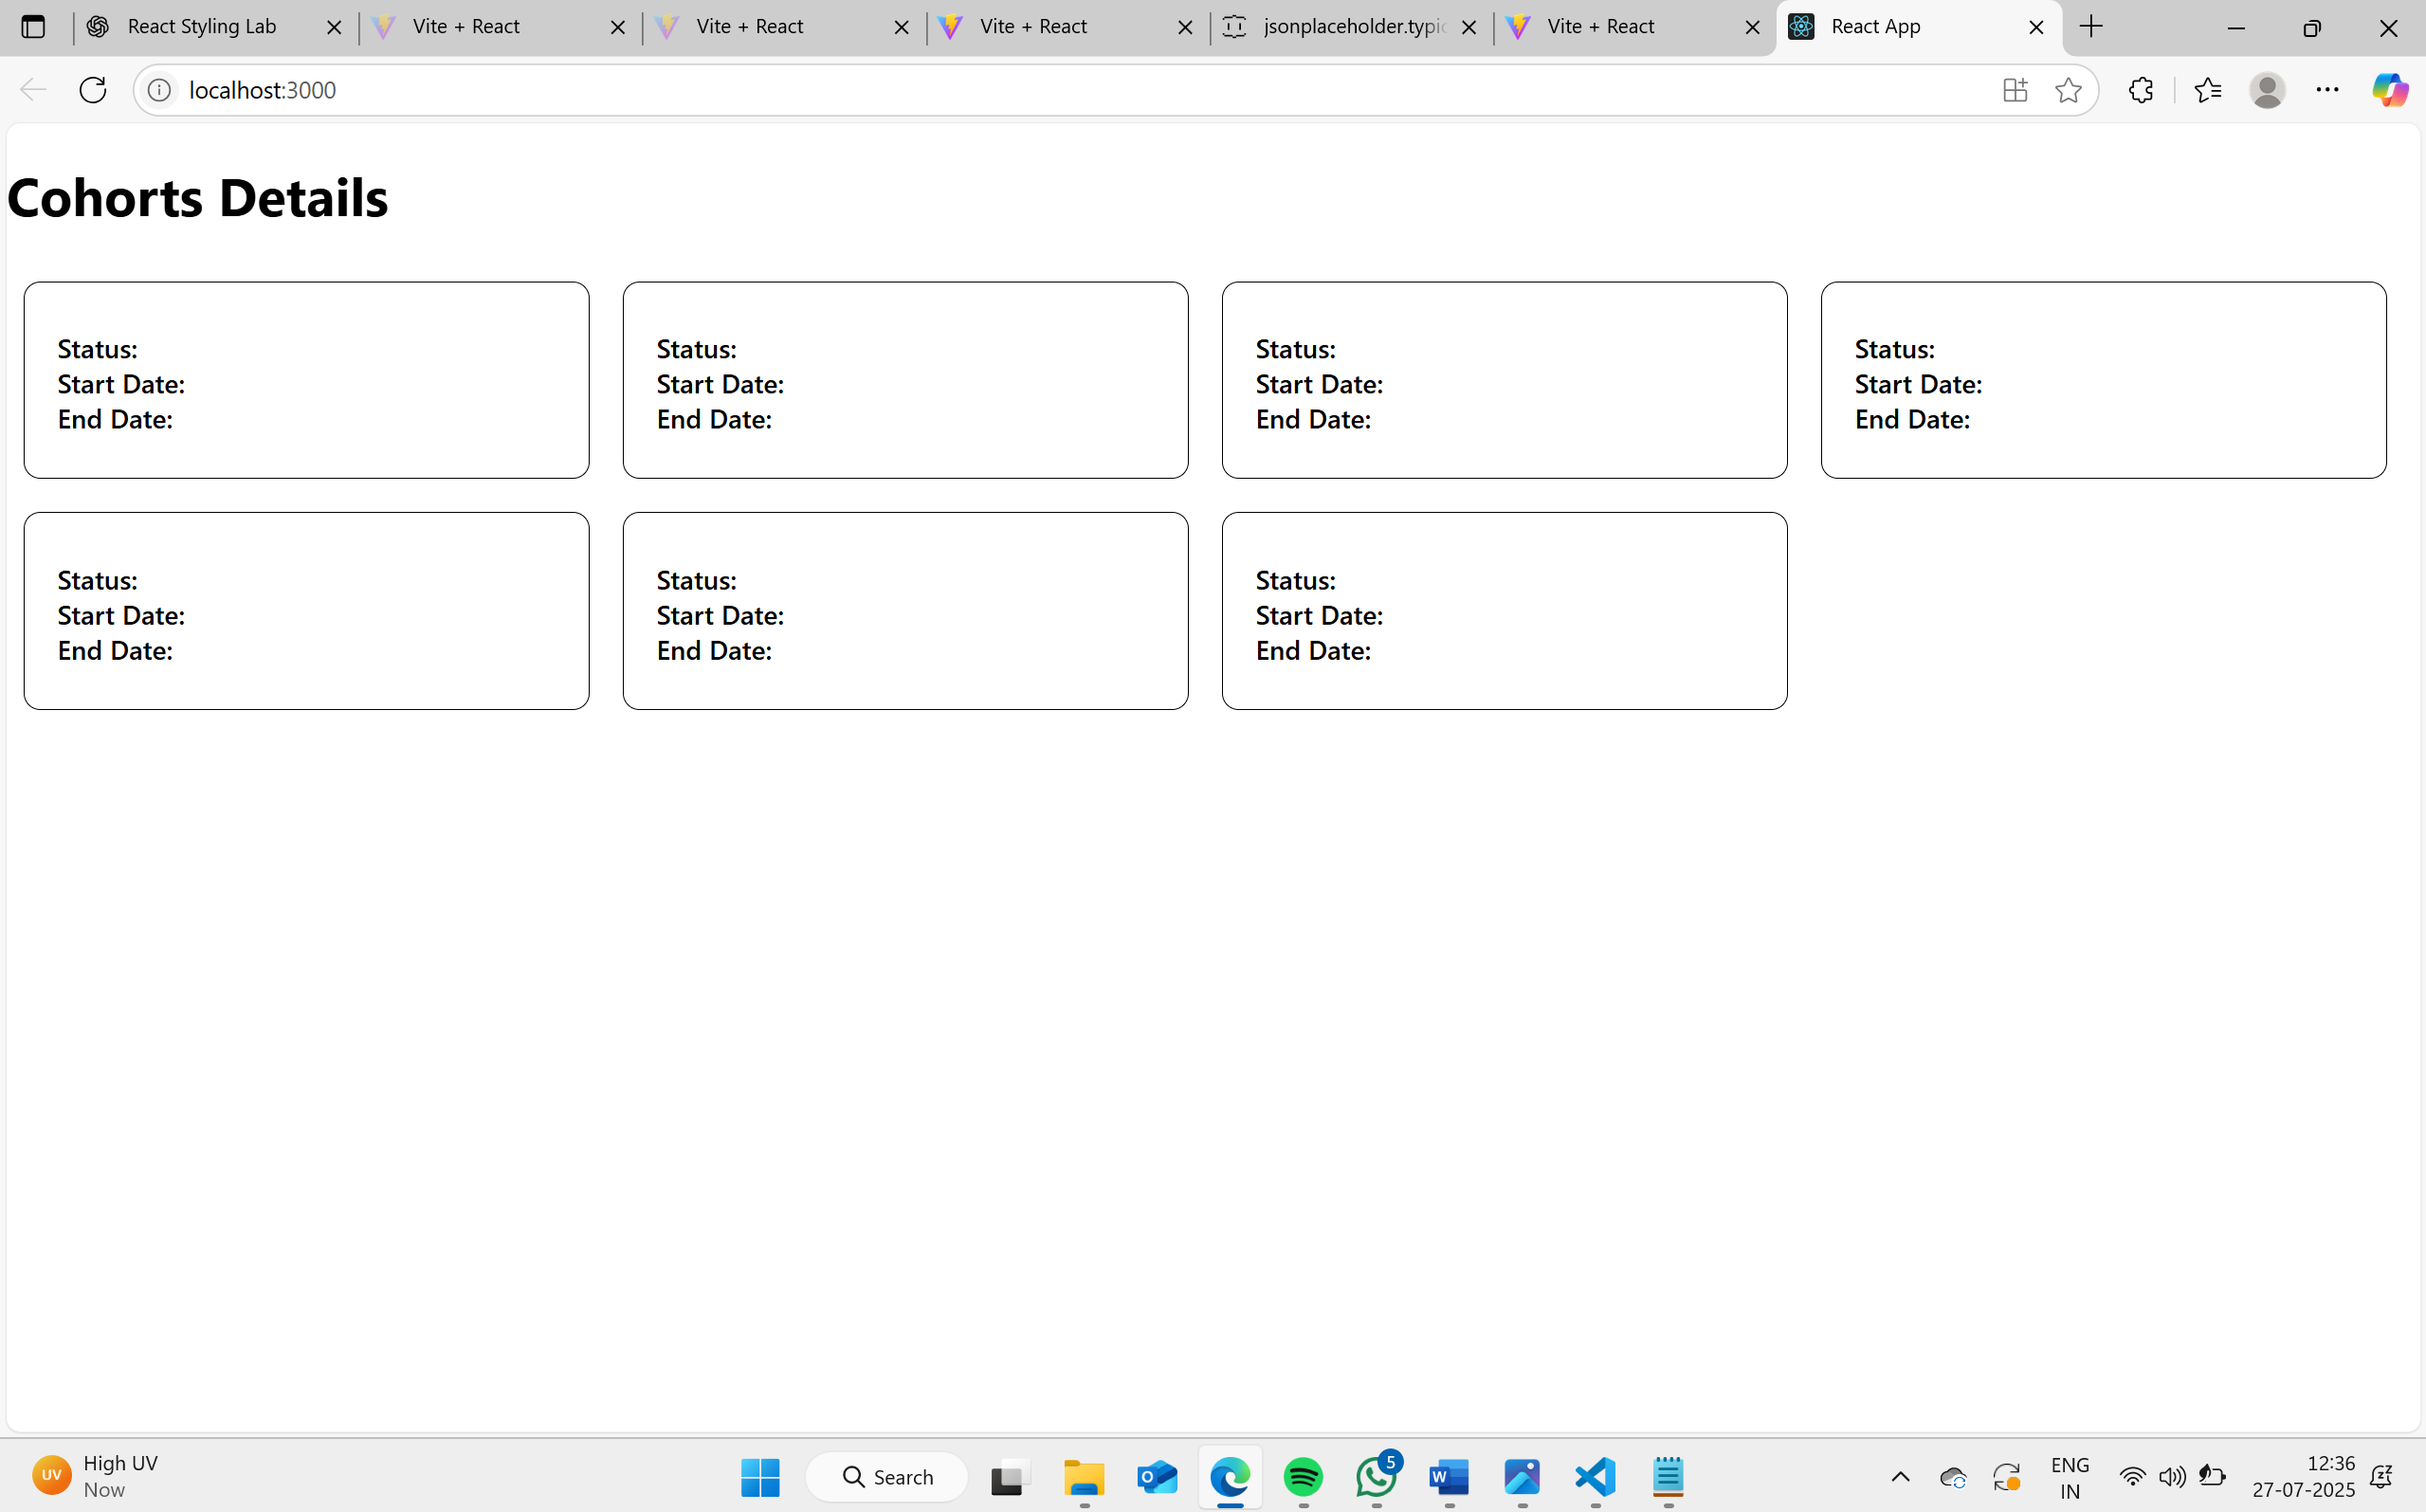 React Styling Lab
Vite + React
Vite + React
Vite + React
jsonplaceholder.typic
Vite + React
React App
localhost:3000
Cohorts Details
Status:
Start Date:
End Date:
Status:
Start Date:
End Date:
Status:
Start Date:
End Date:
Status:
Start Date:
End Date:
Status:
Start Date:
End Date:
Status:
Start Date:
End Date:
Status:
Start Date:
End Date:
UV
High UV
Now
Search
O
5
W
ENG
IN
12:36
27-07-2025